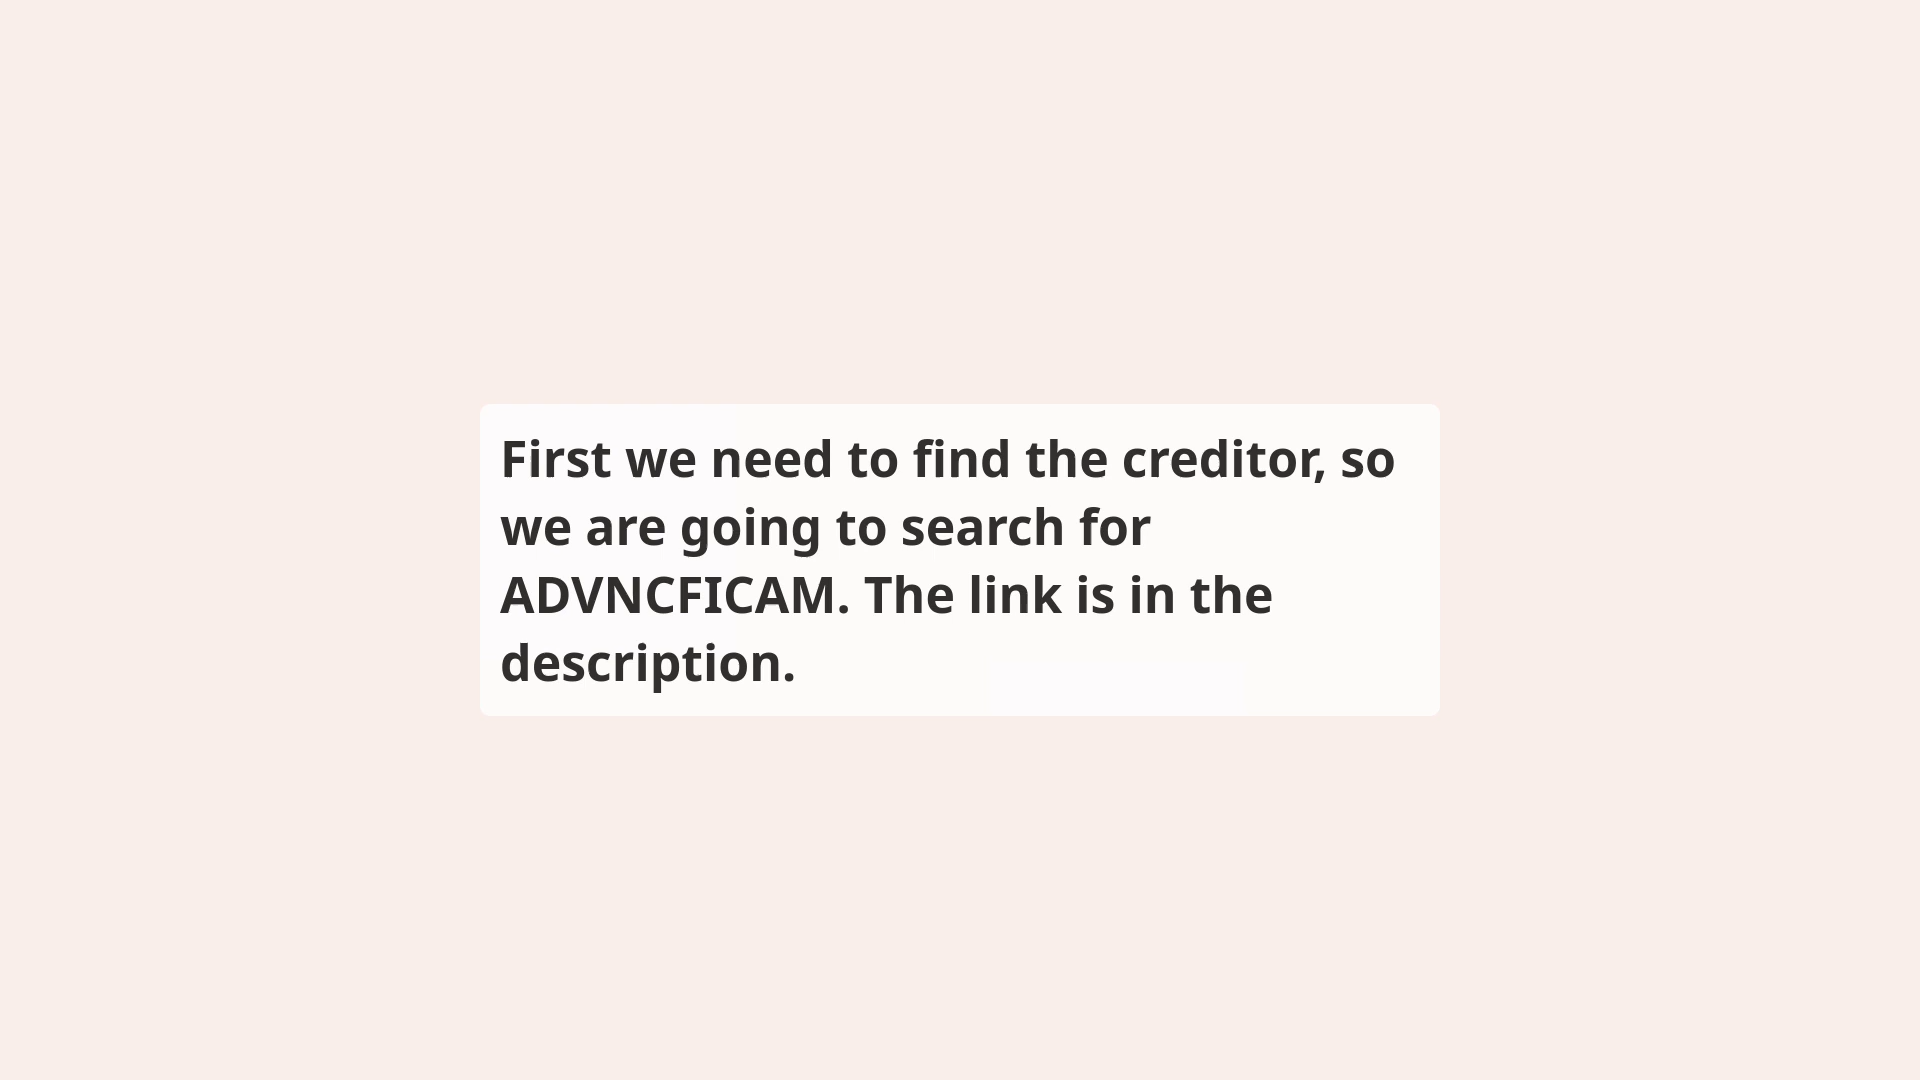 First we need to find the creditor, so
we are going to search for
ADVNCFICAM. The link is in the
description.